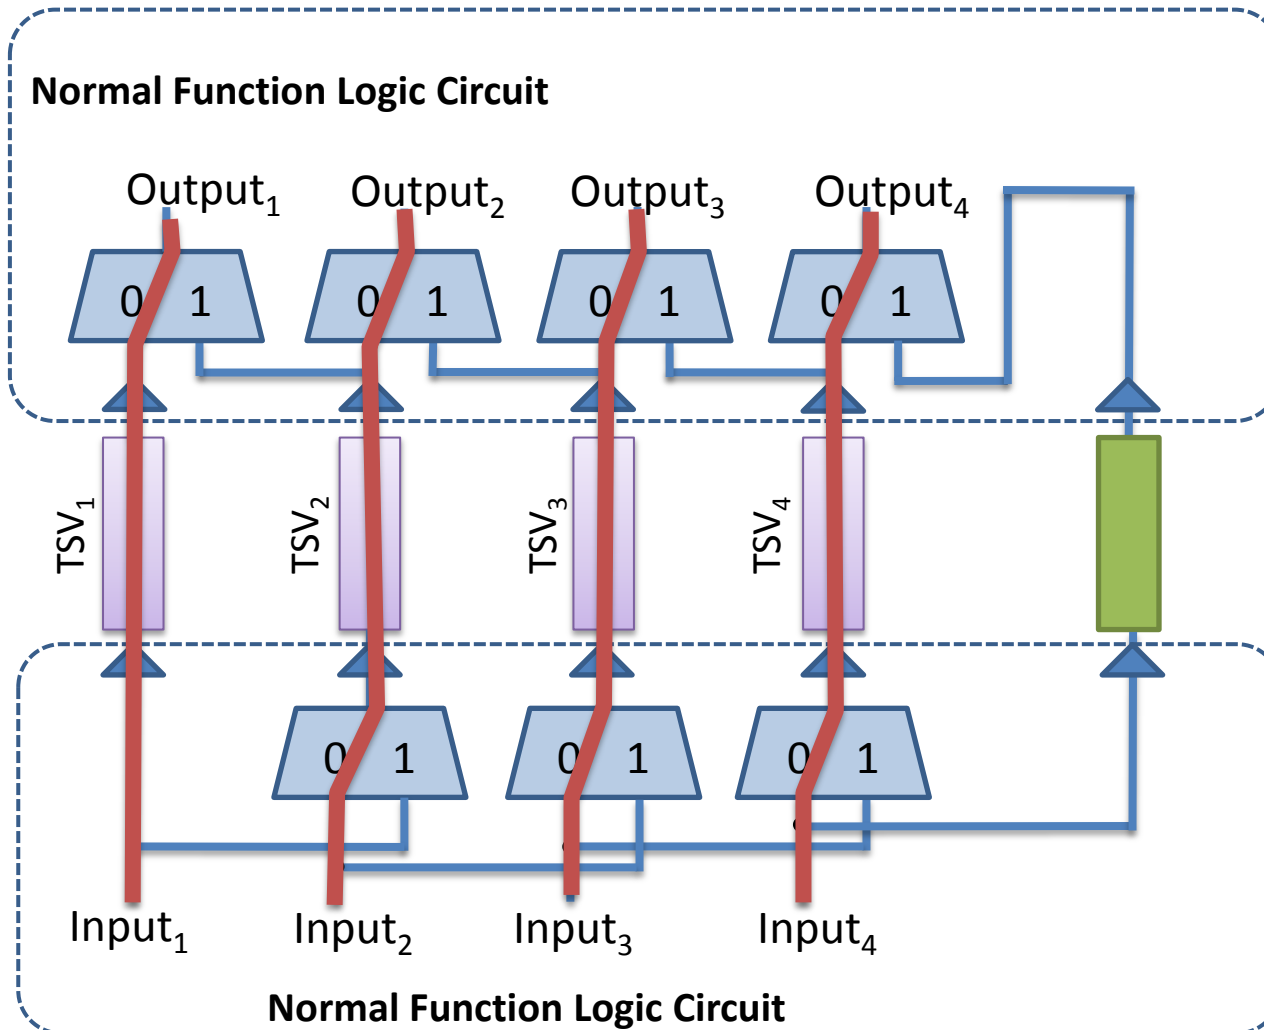 Normal Function Logic Circuit
Output₁ Output₂ Output₃ Output₄
0 1 0 1 0 1 0 1
TSV₁ TSV₂ TSV₃ TSV₄
0 1 0 1 0 1
Input₁ Input₂ Input₃ Input₄
Normal Function Logic Circuit